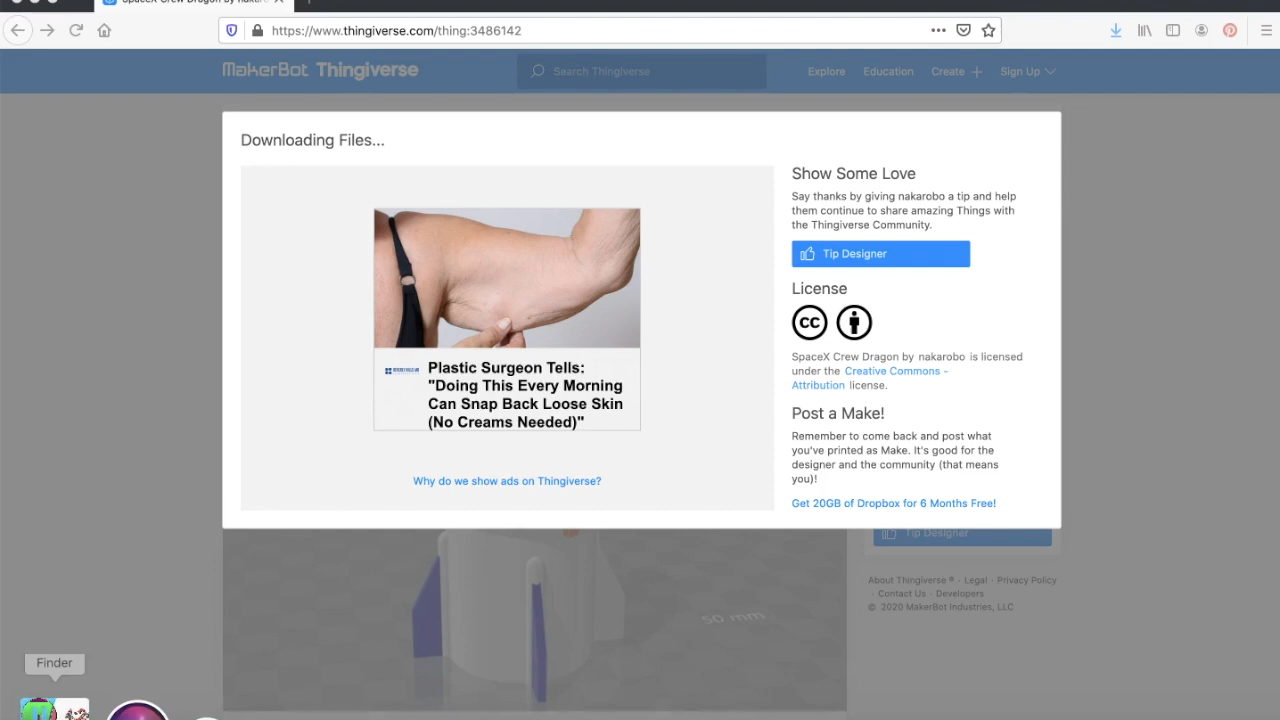 SpaceX Crew Dragon by nakaro
https://www.thingiverse.com/thing:3486142
MakerBot Thingiverse
Search Thingiverse
Explore
Education
Create
Sign Up
Downloading Files...
Plastic Surgeon Tells:
"Doing This Every Morning
Can Snap Back Loose Skin
(No Creams Needed)"
Why do we show ads on Thingiverse?
Show Some Love
Say thanks by giving nakarobo a tip and help
them continue to share amazing Things with
the Thingiverse Community.
Tip Designer
License
cc
SpaceX Crew Dragon by nakarobo is licensed
under the Creative Commons -
Attribution license.
Post a Make!
Remember to come back and post what
you've printed as Make. It's good for the
designer and the community (that means
you)!
Get 20GB of Dropbox for 6 Months Free!
Tip Designer
About Thingiverse ® · Legal · Privacy Policy
· Contact Us · Developers
© 2020 MakerBot Industries, LLC
50 mm
Finder